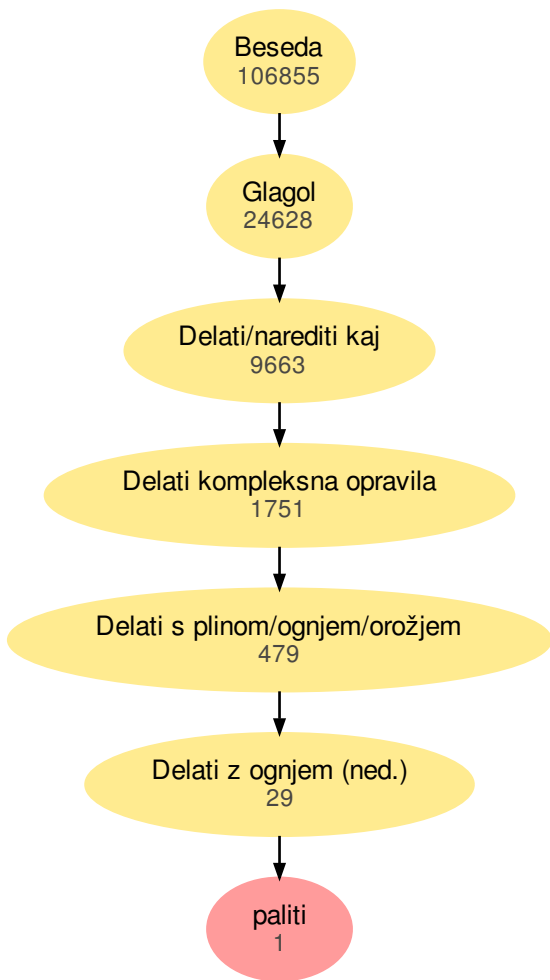 Beseda
106855
Glagol
24628
Delati/narediti kaj
9663
Delati kompleksna opravila
1751
Delati s plinom/ognjem/orožjem
479
Delati z ognjem (ned.)
29
paliti
1